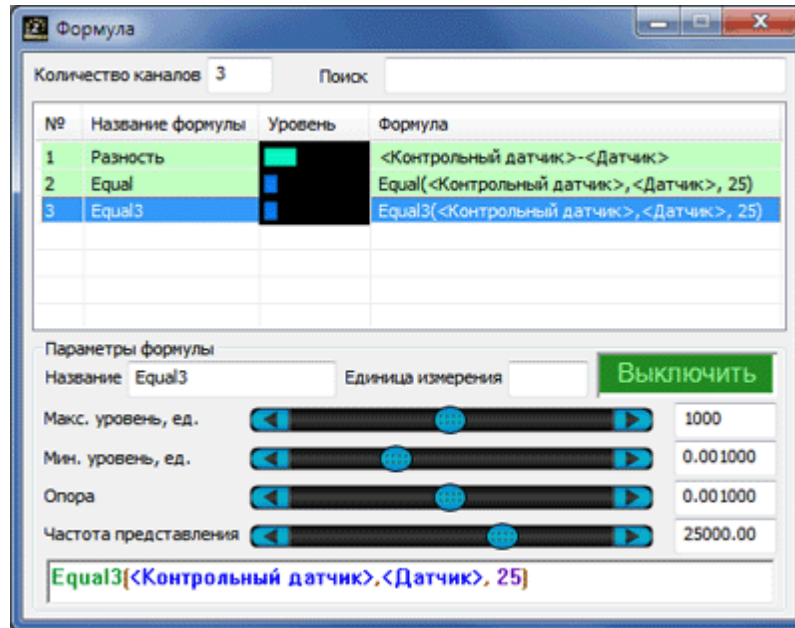 Формула
Количество каналов 3 Поиск
№ Название формулы Уровень Формула
1 Разность <Контрольный датчик>-<Датчик>
2 Equal Equal(<Контрольный датчик>,<Датчик>, 25)
3 Equal3 Equal3(<Контрольный датчик>,<Датчик>, 25)
Параметры формулы
Название Equal3 Единица измерения Выключить
Макс. уровень, ед. 1000
Мин. уровень, ед. 0.001000
Опора 0.001000
Частота представления 25000.00
Equal3(<Контрольный датчик>,<Датчик>, 25)